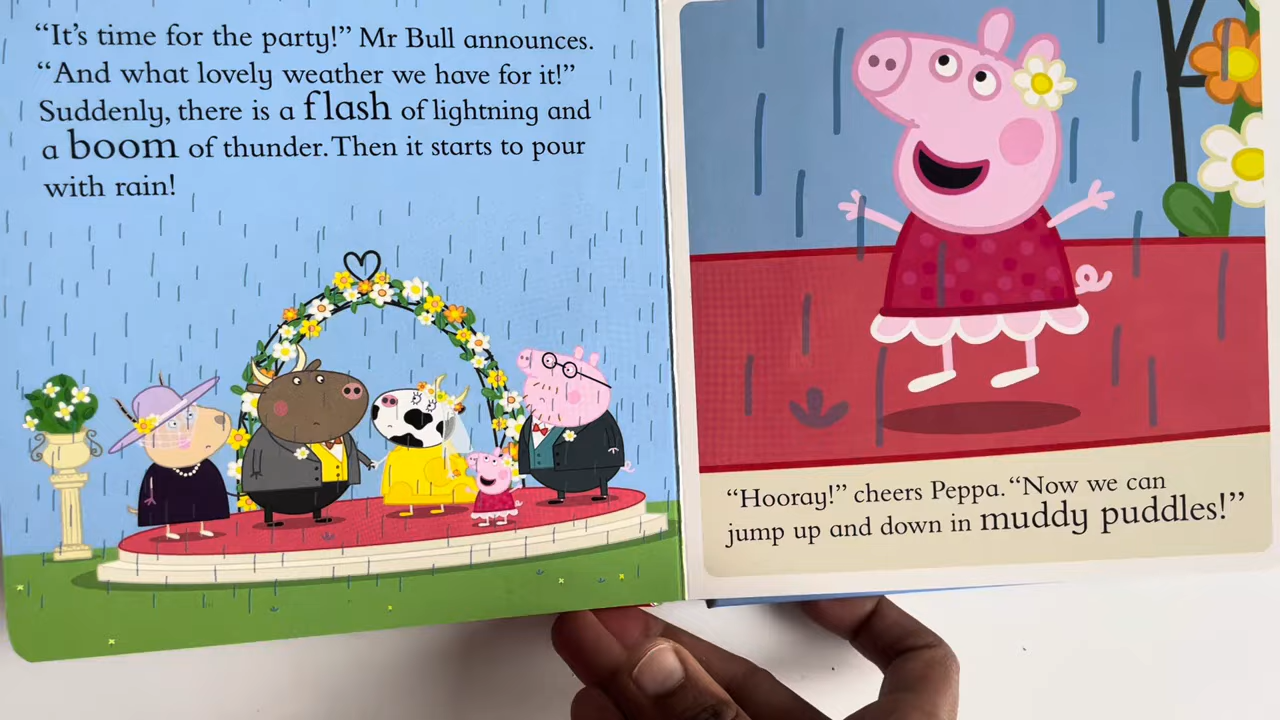 “It’s time for the party!” Mr Bull announces.
“And what lovely weather we have for it!”
Suddenly, there is a flash of lightning and
a boom of thunder. Then it starts to pour
with rain!
“Hooray!” cheers Peppa. “Now we can
jump up and down in muddy puddles!”